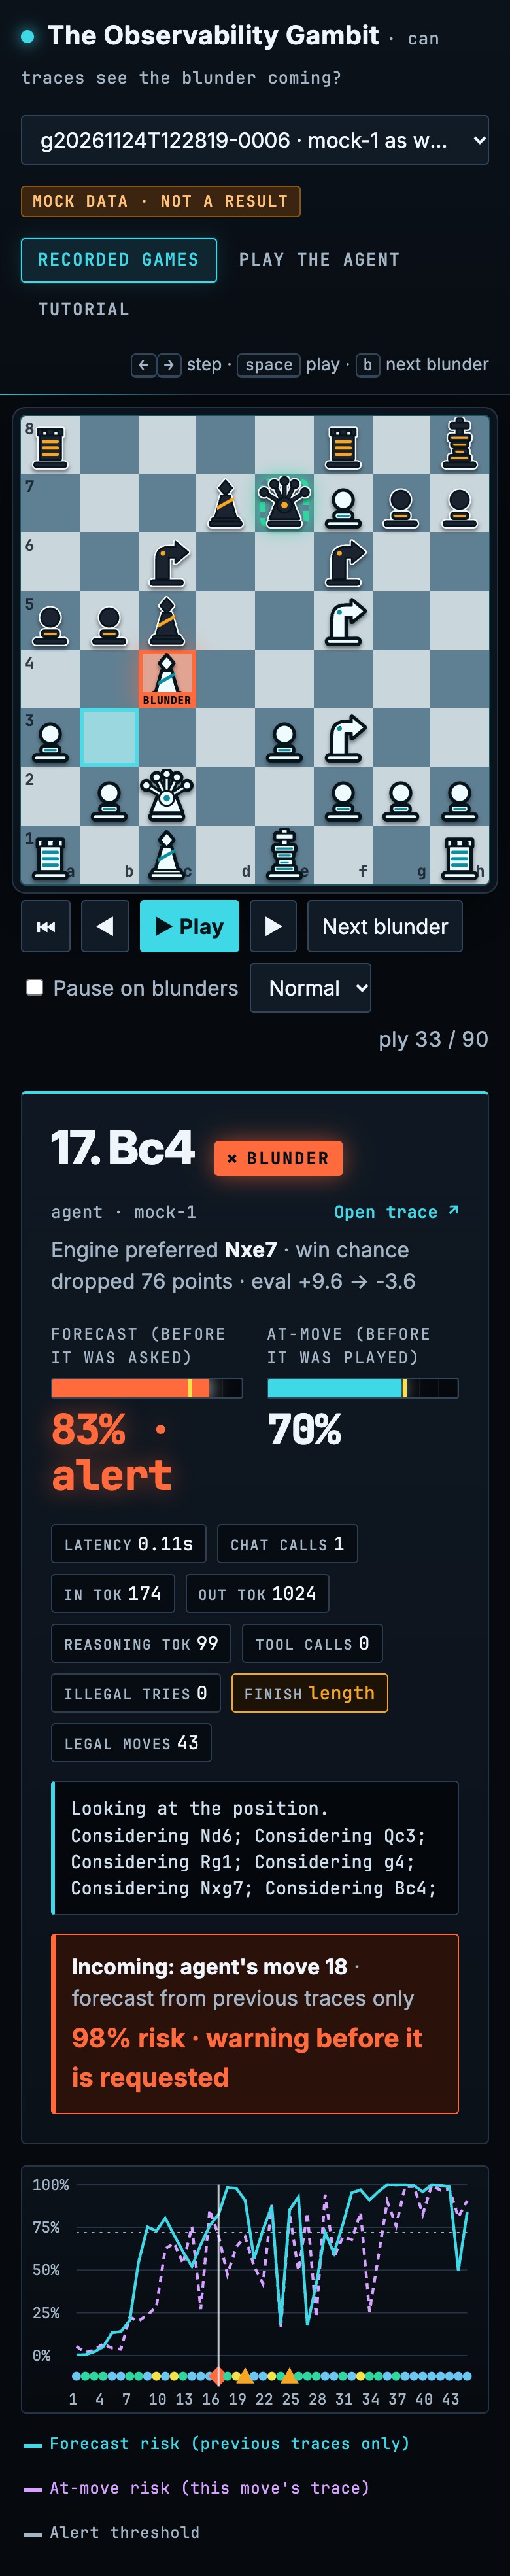 The Observability Gambit · can
traces see the blunder coming?
g20261124T122819-0006 · mock-1 as w…
MOCK DATA · NOT A RESULT
RECORDED GAMES PLAY THE AGENT
TUTORIAL
← → step · space play · b next blunder
8
7
6
5
4
BLUNDER
3
2
1
a b c d e f g h
⏮ ◀ ▶ Play ▶ Next blunder
Pause on blunders Normal
ply 33 / 90
17. Bc4 × BLUNDER
agent · mock-1 Open trace ↗
Engine preferred Nxe7 · win chance
dropped 76 points · eval +9.6 → -3.6
FORECAST (BEFORE
IT WAS ASKED)
83% ·
alert
AT-MOVE (BEFORE
IT WAS PLAYED)
70%
LATENCY 0.11s CHAT CALLS 1
IN TOK 174 OUT TOK 1024
REASONING TOK 99 TOOL CALLS 0
ILLEGAL TRIES 0 FINISH length
LEGAL MOVES 43
Looking at the position.
Considering Nd6; Considering Qc3;
Considering Rg1; Considering g4;
Considering Nxg7; Considering Bc4;
Incoming: agent's move 18 ·
forecast from previous traces only
98% risk · warning before it
is requested
100%
75%
50%
25%
0%
1 4 7 10 13 16 19 22 25 28 31 34 37 40 43
Forecast risk (previous traces only)
At-move risk (this move's trace)
Alert threshold